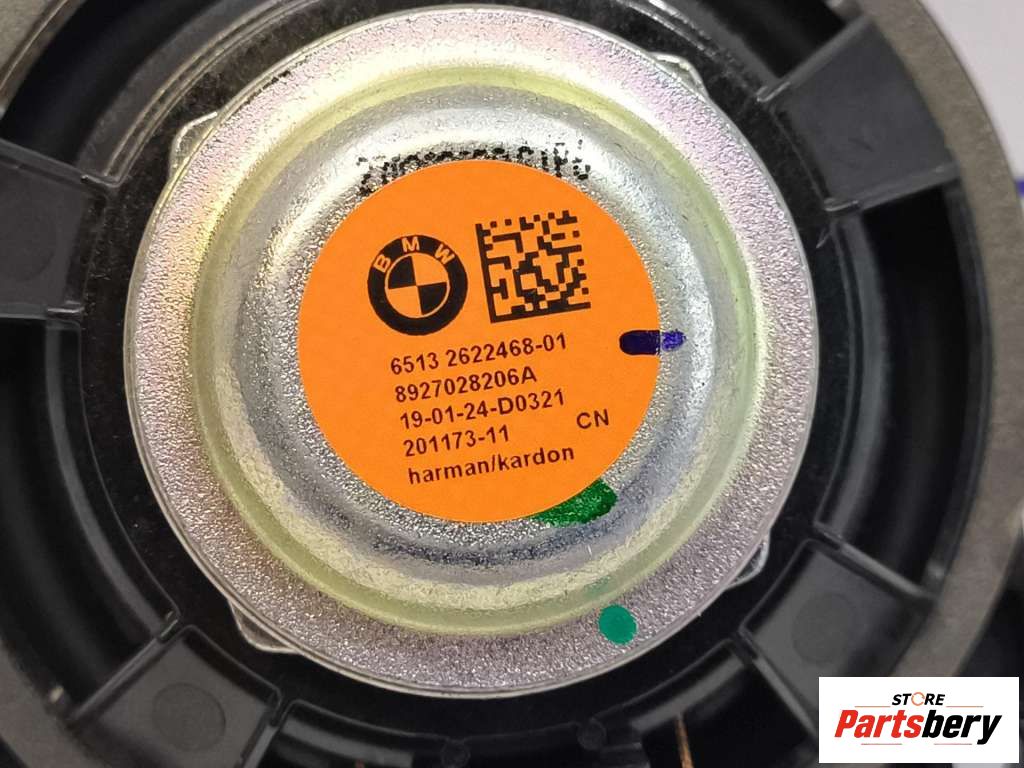 BMW
6513 2622468-01
8927028206A
19-01-24-D0321
201173-11 CN
harman/kardon
STORE
Partsbery